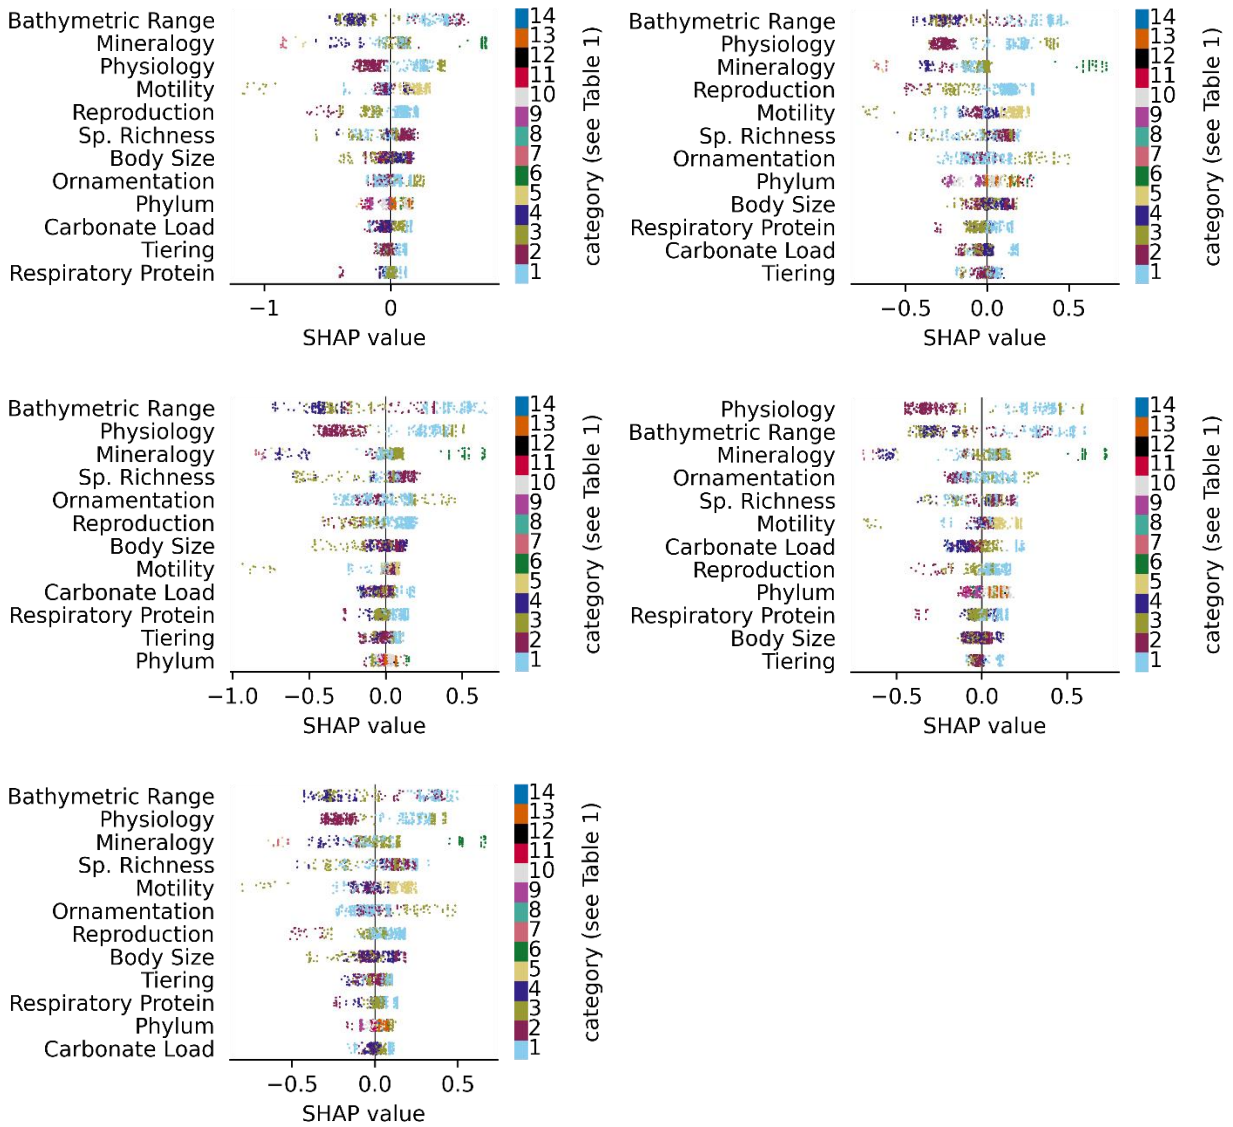 Bathymetric Range
Mineralogy
Physiology
Motility
Reproduction
Sp. Richness
Body Size
Ornamentation
Phylum
Carbonate Load
Tiering
Respiratory Protein
−1 0
SHAP value
14
13
12
11
10
9
8
7
6
5
4
3
2
1
category (see Table 1)
Bathymetric Range
Physiology
Mineralogy
Reproduction
Motility
Sp. Richness
Ornamentation
Phylum
Body Size
Respiratory Protein
Carbonate Load
Tiering
−0.5 0.0 0.5
SHAP value
14
13
12
11
10
9
8
7
6
5
4
3
2
1
category (see Table 1)
Bathymetric Range
Physiology
Mineralogy
Sp. Richness
Ornamentation
Reproduction
Body Size
Motility
Carbonate Load
Respiratory Protein
Tiering
Phylum
−1.0 −0.5 0.0 0.5
SHAP value
14
13
12
11
10
9
8
7
6
5
4
3
2
1
category (see Table 1)
Physiology
Bathymetric Range
Mineralogy
Ornamentation
Sp. Richness
Motility
Carbonate Load
Reproduction
Phylum
Respiratory Protein
Body Size
Tiering
−0.5 0.0 0.5
SHAP value
14
13
12
11
10
9
8
7
6
5
4
3
2
1
category (see Table 1)
Bathymetric Range
Physiology
Mineralogy
Sp. Richness
Motility
Ornamentation
Reproduction
Body Size
Tiering
Respiratory Protein
Phylum
Carbonate Load
−0.5 0.0 0.5
SHAP value
14
13
12
11
10
9
8
7
6
5
4
3
2
1
category (see Table 1)